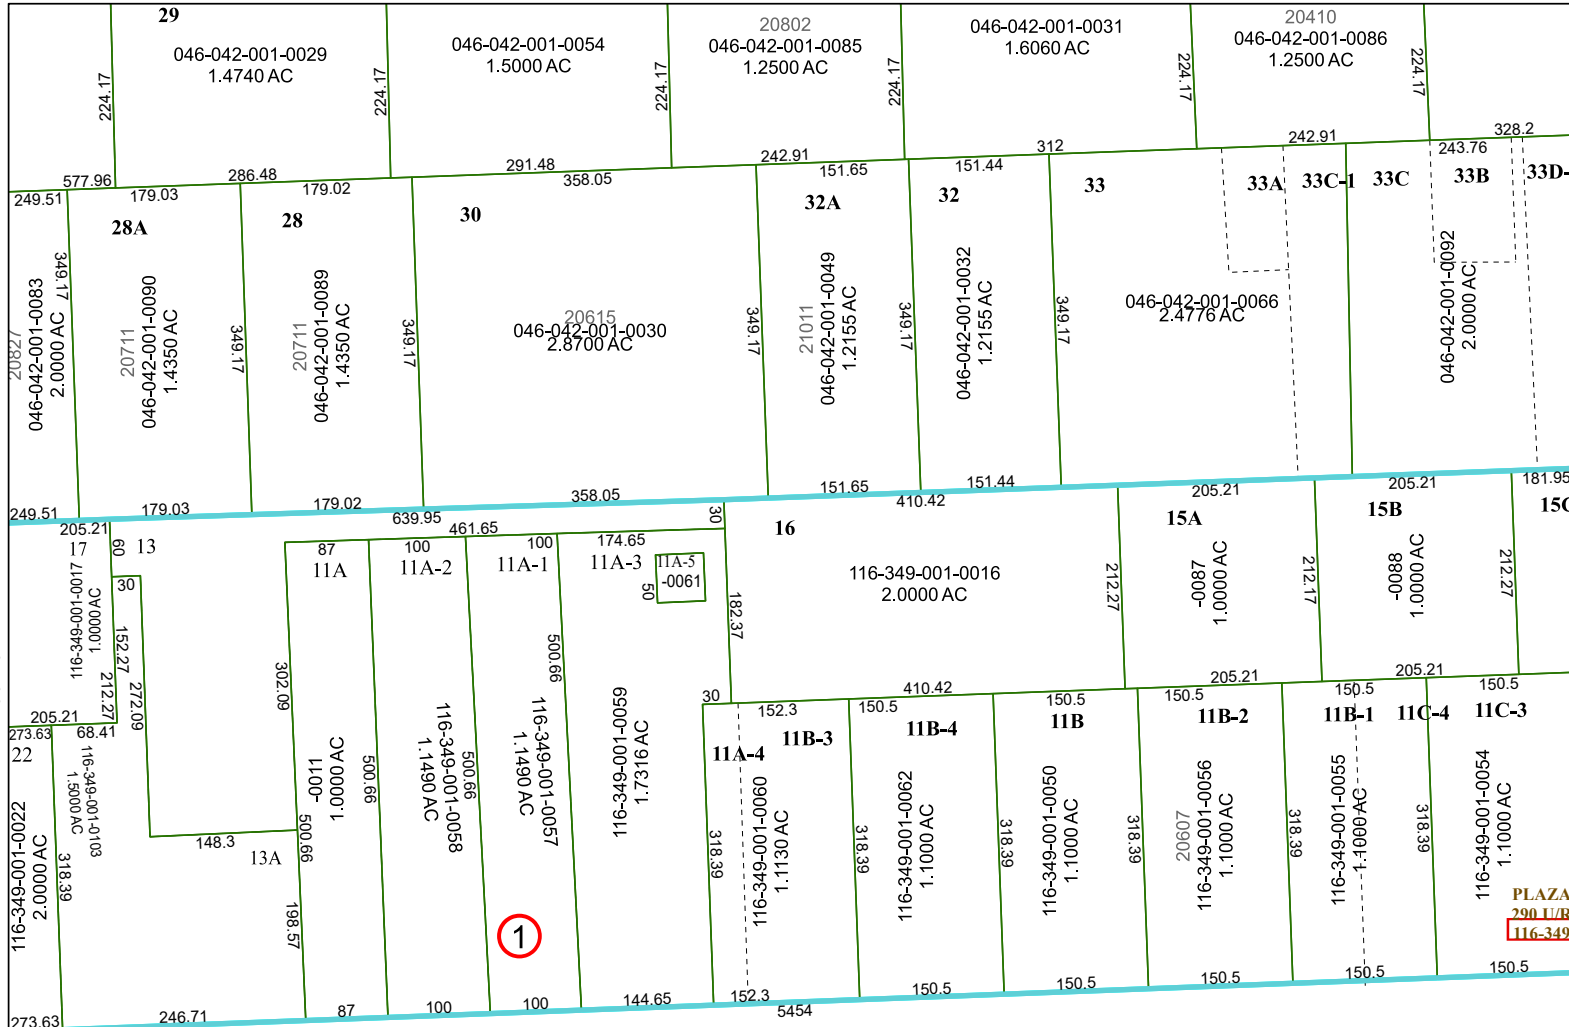 29
046-042-001-0029
1.4740 AC
046-042-001-0054
1.5000 AC
20802
046-042-001-0085
1.2500 AC
046-042-001-0031
1.6060 AC
20410
046-042-001-0086
1.2500 AC
224.17
224.17
224.17
224.17
224.17
224.17
577.96
286.48
291.48
242.91
312
242.91
328.2
249.51
179.03
179.02
358.05
151.65
151.44
243.76
28A
28
30
32A
32
33
33A
33C-1
33C
33B
33D-
20827
046-042-001-0083
2.0000 AC
349.17
20711
046-042-001-0090
1.4350 AC
349.17
20711
046-042-001-0089
1.4350 AC
349.17
20615
046-042-001-0030
2.8700 AC
349.17
21011
046-042-001-0049
1.2155 AC
349.17
046-042-001-0032
1.2155 AC
349.17
046-042-001-0066
2.4776 AC
046-042-001-0092
2.0000 AC
249.51
179.03
179.02
358.05
151.65
151.44
205.21
639.95
410.42
205.21
205.21
181.95
17
116-349-001-0017
1.0000 AC
60
13
30
152.27
212.27
272.09
461.65
30
87
100
100
174.65
11A
11A-2
11A-1
11A-3
11A-5
-0061
50
16
116-349-001-0016
2.0000 AC
182.37
212.27
15A
-0087
1.0000 AC
212.17
15B
-0088
1.0000 AC
212.27
15C
205.21
273.63
68.41
22
116-349-001-0022
2.0000 AC
116-349-001-0103
1.5000 AC
318.39
302.09
148.3
13A
500.66
198.57
-0011
1.0000 AC
500.66
116-349-001-0058
1.1490 AC
500.66
116-349-001-0057
1.1490 AC
500.66
116-349-001-0059
1.7316 AC
30
410.42
205.21
205.21
152.3
150.5
150.5
150.5
150.5
150.5
11A-4
11B-3
11B-4
11B
11B-2
11B-1
11C-4
11C-3
318.39
116-349-001-0060
1.1130 AC
318.39
116-349-001-0062
1.1000 AC
318.39
116-349-001-0050
1.1000 AC
318.39
20607
116-349-001-0056
1.1000 AC
318.39
116-349-001-0055
1.1000 AC
318.39
116-349-001-0054
1.1000 AC
PLAZA
290 U/R
116-349
1
273.63
246.71
87
100
100
144.65
152.3
150.5
150.5
150.5
150.5
150.5
5454